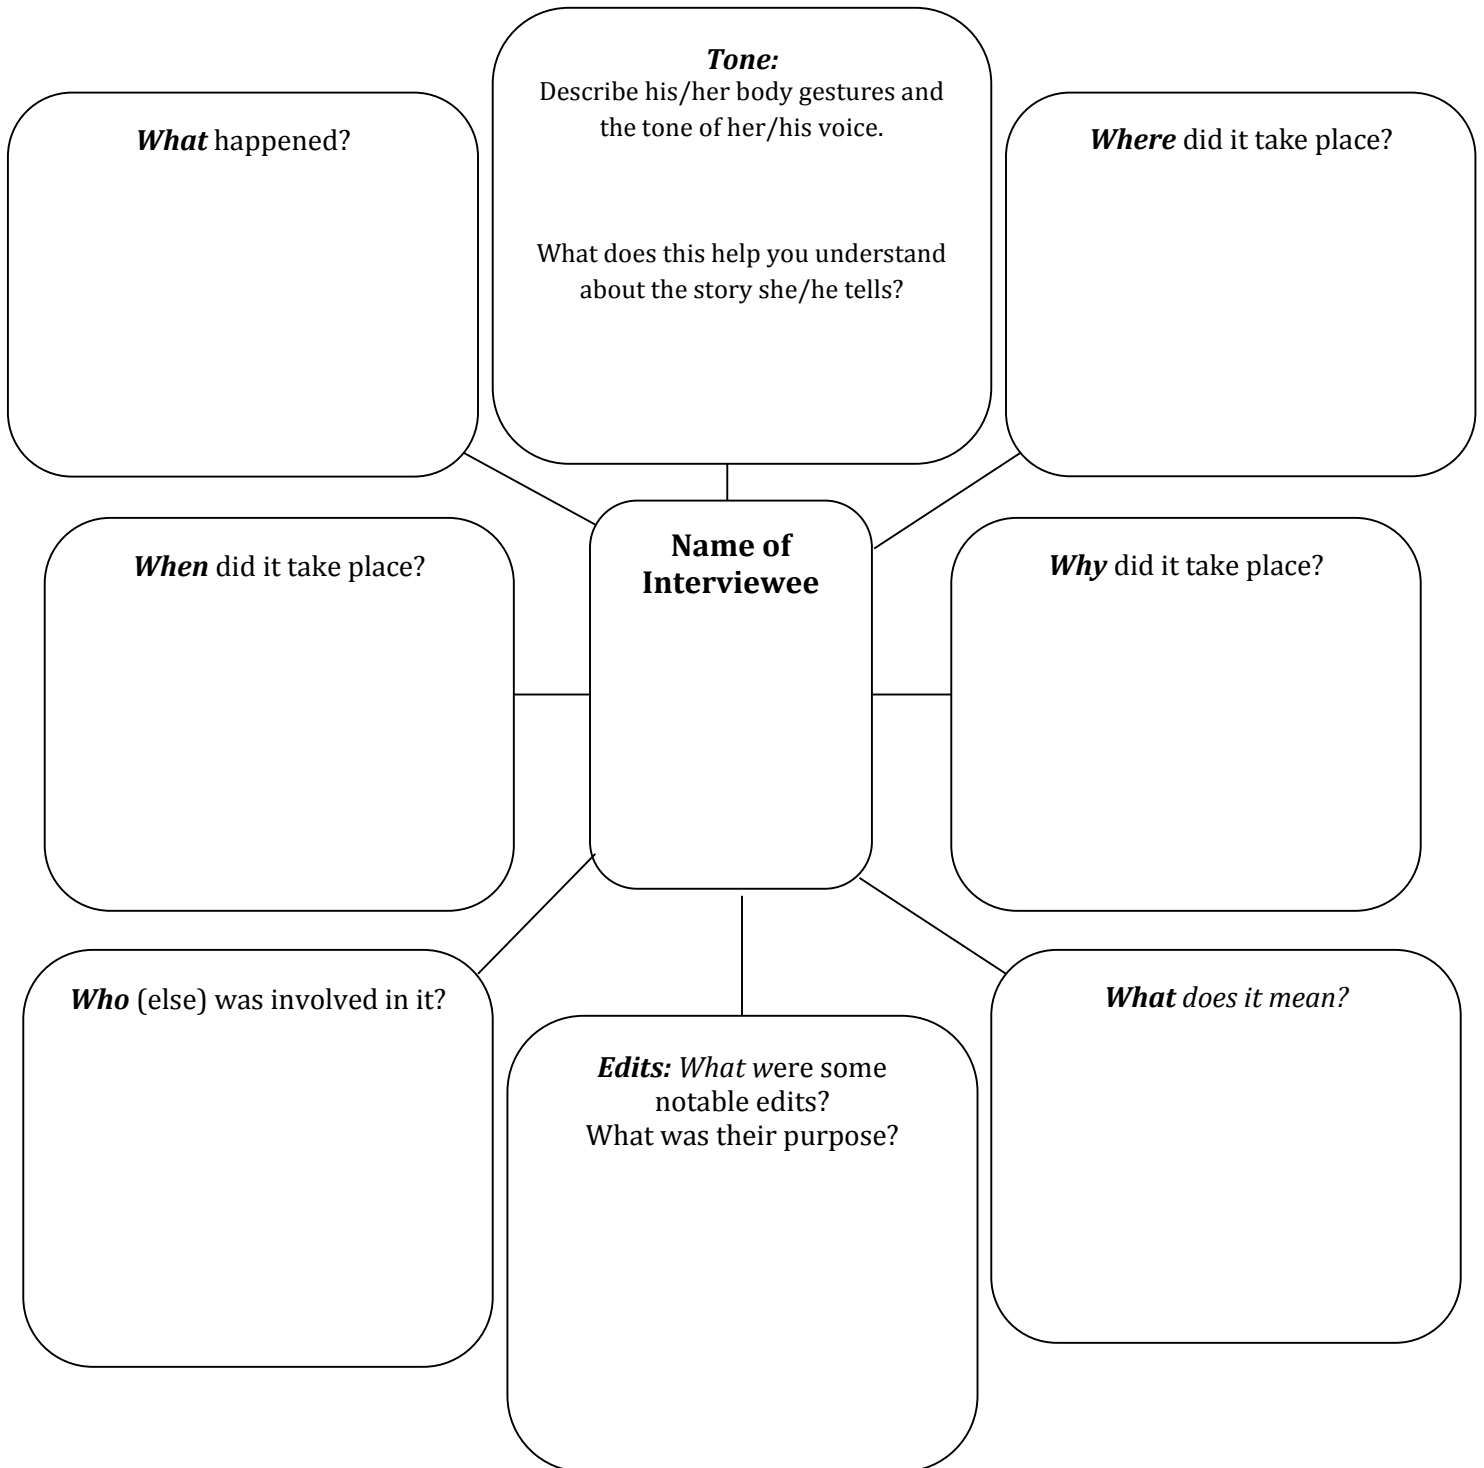 Tone:
Describe his/her body gestures and
the tone of her/his voice.
What does this help you understand
about the story she/he tells?
What happened?
Where did it take place?
When did it take place?
Name of
Interviewee
Why did it take place?
Who (else) was involved in it?
What does it mean?
Edits: What were some
notable edits?
What was their purpose?